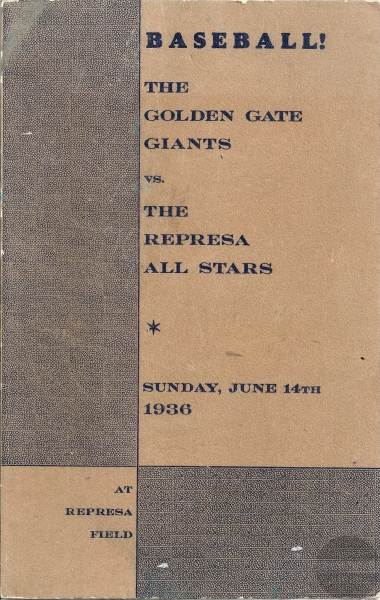 BASEBALL!
THE
GOLDEN GATE
GIANTS
VS.
THE
REPRESA
ALL STARS
*
SUNDAY, JUNE 14TH
1936
AT
REPRESA
FIELD